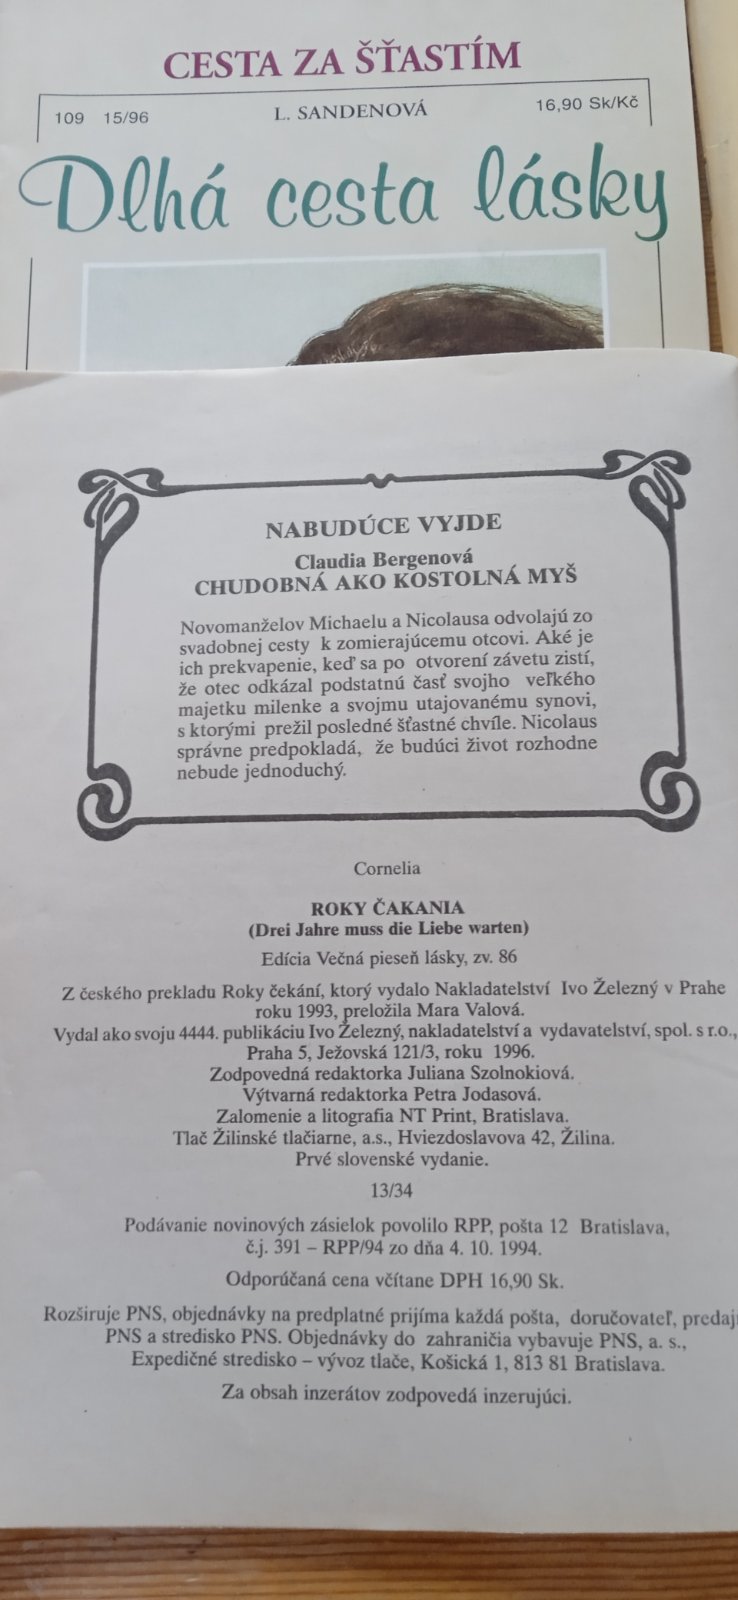 CESTA ZA ŠŤASTÍM
109 15/96 L. SANDENOVÁ 16,90 Sk/Kč
Dlhá cesta lásky
NABUDÚCE VYJDE
Claudia Bergenová
CHUDOBNÁ AKO KOSTOLNÁ MYŠ
Novomanželov Michaelu a Nicolausa odvolajú zo
svadobnej cesty k zomierajúcemu otcovi. Aké je
ich prekvapenie, keď sa po otvorení závetu zistí,
že otec odkázal podstatnú časť svojho veľkého
majetku milenke a svojmu utajovanému synovi,
s ktorými prežil posledné šťastné chvíle. Nicolaus
správne predpokladá, že budúci život rozhodne
nebude jednoduchý.
Cornelia
ROKY ČAKANIA
(Drei Jahre muss die Liebe warten)
Edícia Večná pieseň lásky, zv. 86
Z českého prekladu Roky čekání, ktorý vydalo Nakladatelství Ivo Železný v Prahe
roku 1993, preložila Mara Valová.
Vydal ako svoju 4444. publikáciu Ivo Železný, nakladatelství a vydavatelství, spol. s r.o.,
Praha 5, Ježovská 121/3, roku 1996.
Zodpovedná redaktorka Juliana Szolnokiová.
Výtvarná redaktorka Petra Jodasová.
Zalomenie a litografia NT Print, Bratislava.
Tlač Žilinské tlačiarne, a.s., Hviezdoslavova 42, Žilina.
Prvé slovenské vydanie.
13/34
Podávanie novinových zásielok povolilo RPP, pošta 12 Bratislava,
č.j. 391 – RPP/94 zo dňa 4. 10. 1994.
Odporúčaná cena včítane DPH 16,90 Sk.
Rozširuje PNS, objednávky na predplatné prijíma každá pošta, doručovateľ, predaj
PNS a stredisko PNS. Objednávky do zahraničia vybavuje PNS, a. s.,
Expedičné stredisko – vývoz tlače, Košická 1, 813 81 Bratislava.
Za obsah inzerátov zodpovedá inzerujúci.